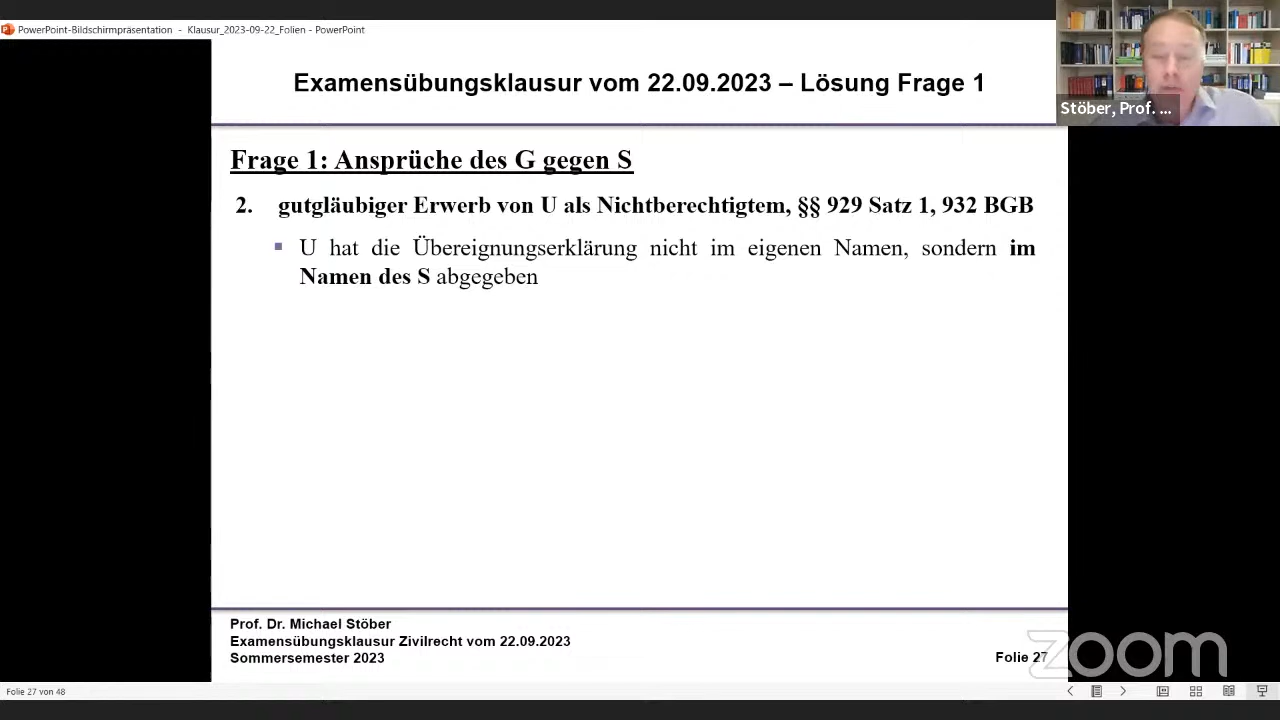 PowerPoint-Bildschirmpräsentation - Klausur_2023-09-22_Folien - PowerPoint
Examensübungsklausur vom 22.09.2023 – Lösung Frage 1
Stöber, Prof. ...
Frage 1: Ansprüche des G gegen S
2. gutgläubiger Erwerb von U als Nichtberechtigtem, §§ 929 Satz 1, 932 BGB
▪ U hat die Übereignungserklärung nicht im eigenen Namen, sondern im
Namen des S abgegeben
Prof. Dr. Michael Stöber
Examensübungsklausur Zivilrecht vom 22.09.2023
Sommersemester 2023
Folie 27
zoom
Folie 27 von 48